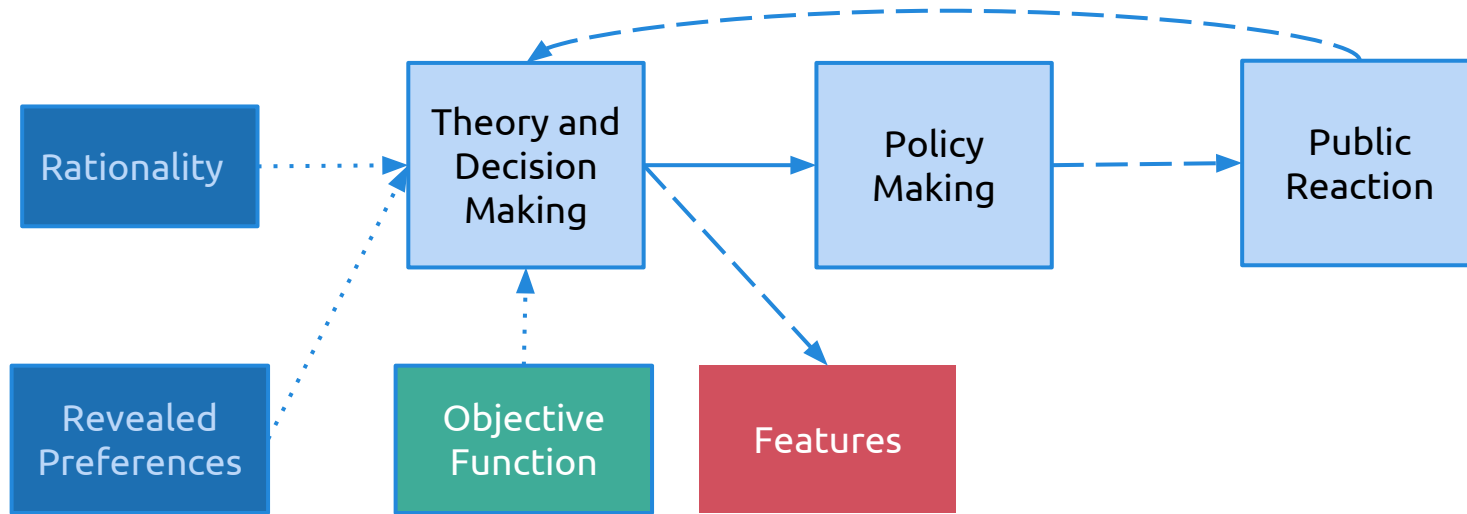 Rationality
Theory and
Decision
Making
Policy
Making
Public
Reaction
Revealed
Preferences
Objective
Function
Features